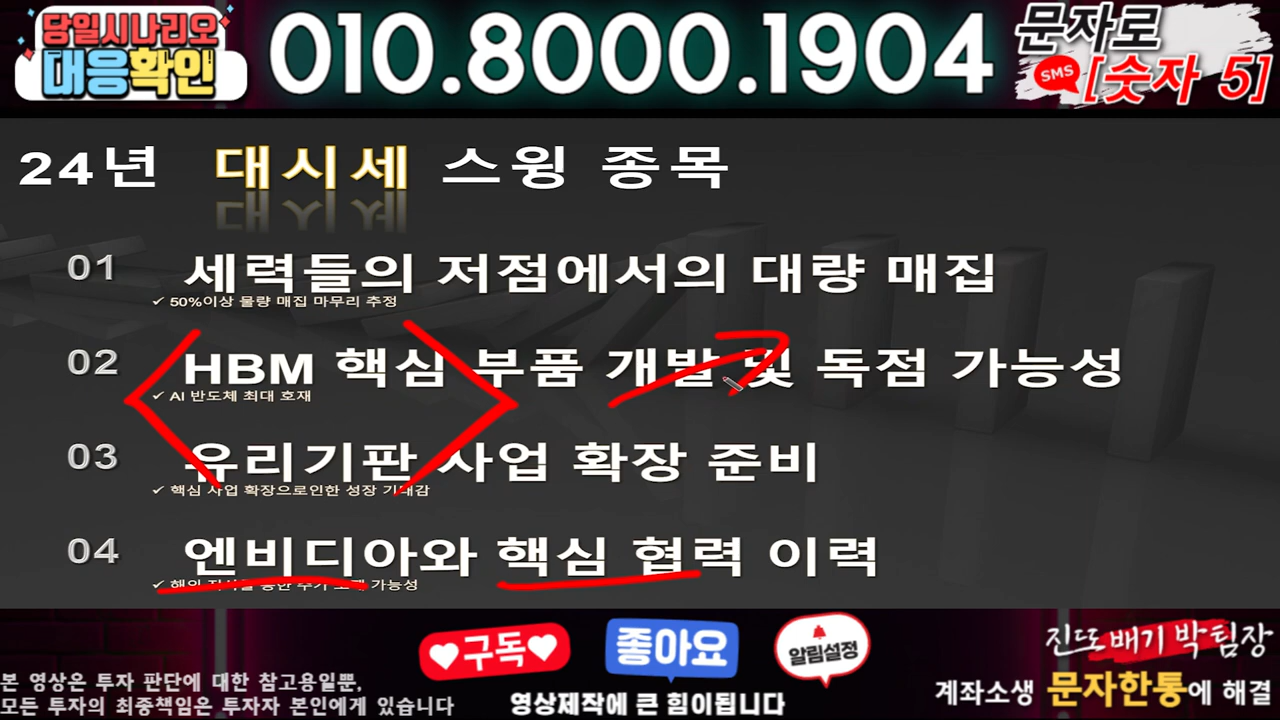 당일시나리오
대응확인
010.8000.1904
문자로
SMS [숫자 5]
24년 대시세 스윙 종목
01 세력들의 저점에서의 대량 매집
✓ 50%이상 물량 매집 마무리 추정
02 HBM 핵심 부품 개발 및 독점 가능성
✓ AI 반도체 최대 호재
03 유리기판 사업 확장 준비
✓ 핵심 사업 확장으로인한 성장 기대감
04 엔비디아와 핵심 협력 이력
✓ 가능성
구독
좋아요
알림설정
영상제작에 큰 힘이됩니다
본 영상은 투자 판단에 대한 참고용일뿐,
모든 투자의 최종책임은 투자자 본인에게 있습니다
진또배기 박팀장
계좌소생 문자한통에 해결